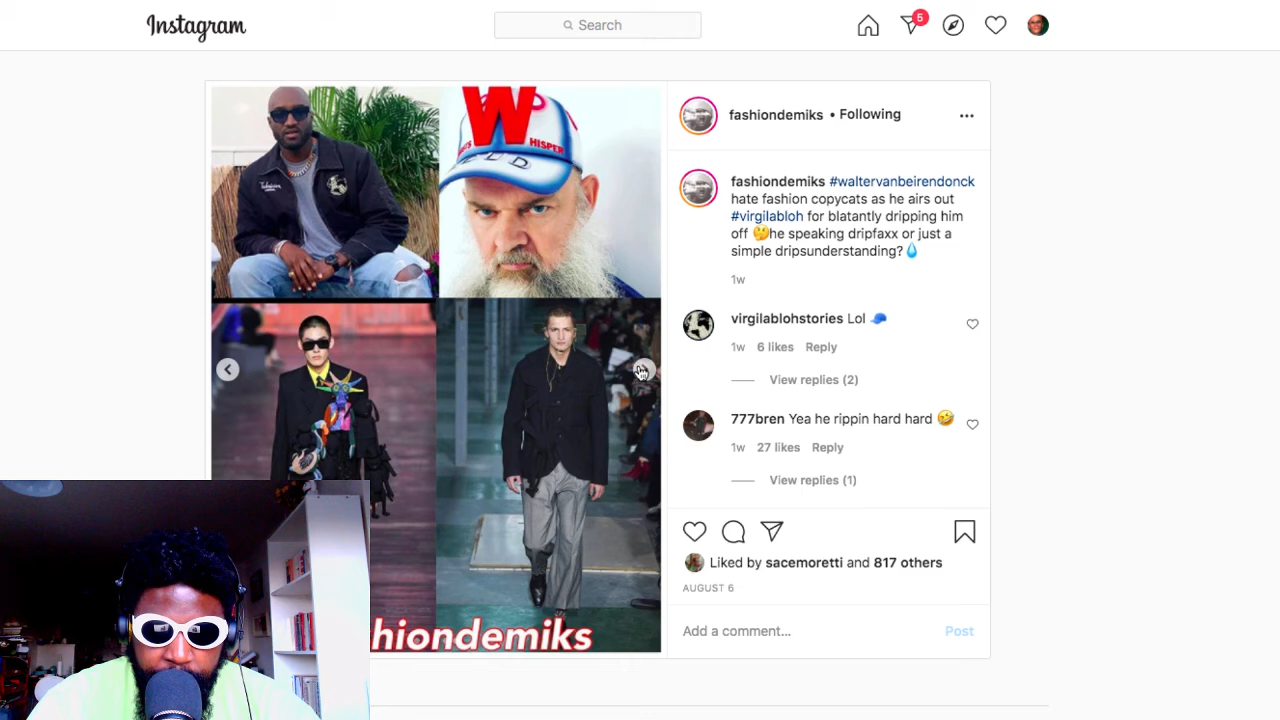 Instagram
Search
5
W
HISPER
fashiondemiks • Following
fashiondemiks #waltervanbeirendonck
hate fashion copycats as he airs out
#virgilabloh for blatantly dripping him
off 🤔he speaking dripfaxx or just a
simple dripsunderstanding?💧
1w
virgilablohstories Lol 🧢
1w 6 likes Reply
View replies (2)
777bren Yea he rippin hard hard 🤣
1w 27 likes Reply
View replies (1)
Liked by sacemoretti and 817 others
AUGUST 6
Add a comment... Post
hiondemiks